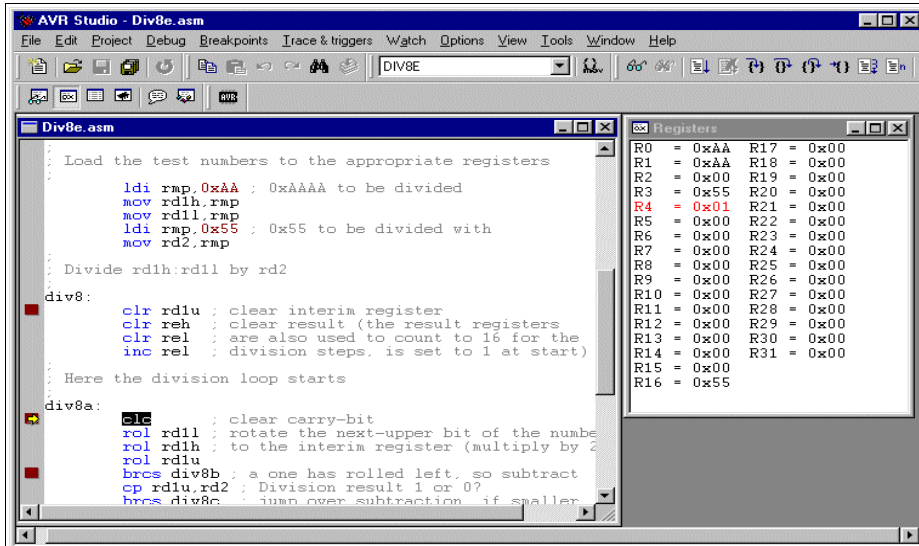 AVR Studio - Div8e.asm
File Edit Project Debug Breakpoints Trace & triggers Watch Options View Tools Window Help
DIV8E
AVR
Div8e.asm
;
; Load the test numbers to the appropriate registers
;
ldi rmp,0xAA ; 0xAAAA to be divided
mov rd1h,rmp
mov rd1l,rmp
ldi rmp,0x55 ; 0x55 to be divided with
mov rd2,rmp
;
; Divide rd1h:rd1l by rd2
;
div8:
clr rd1u ; clear interim register
clr reh ; clear result (the result registers
clr rel ; are also used to count to 16 for the
inc rel ; division steps, is set to 1 at start)
;
; Here the division loop starts
;
div8a:
clc ; clear carry-bit
rol rd1l ; rotate the next-upper bit of the numbe
rol rd1h ; to the interim register (multiply by 2
rol rd1u
brcs div8b ; a one has rolled left, so subtract
cp rd1u,rd2 ; Division result 1 or 0?
brcs div8c ; jump over subtraction, if smaller
Registers
R0 = 0xAA R17 = 0x00
R1 = 0xAA R18 = 0x00
R2 = 0x00 R19 = 0x00
R3 = 0x55 R20 = 0x00
R4 = 0x01 R21 = 0x00
R5 = 0x00 R22 = 0x00
R6 = 0x00 R23 = 0x00
R7 = 0x00 R24 = 0x00
R8 = 0x00 R25 = 0x00
R9 = 0x00 R26 = 0x00
R10 = 0x00 R27 = 0x00
R11 = 0x00 R28 = 0x00
R12 = 0x00 R29 = 0x00
R13 = 0x00 R30 = 0x00
R14 = 0x00 R31 = 0x00
R15 = 0x00
R16 = 0x55